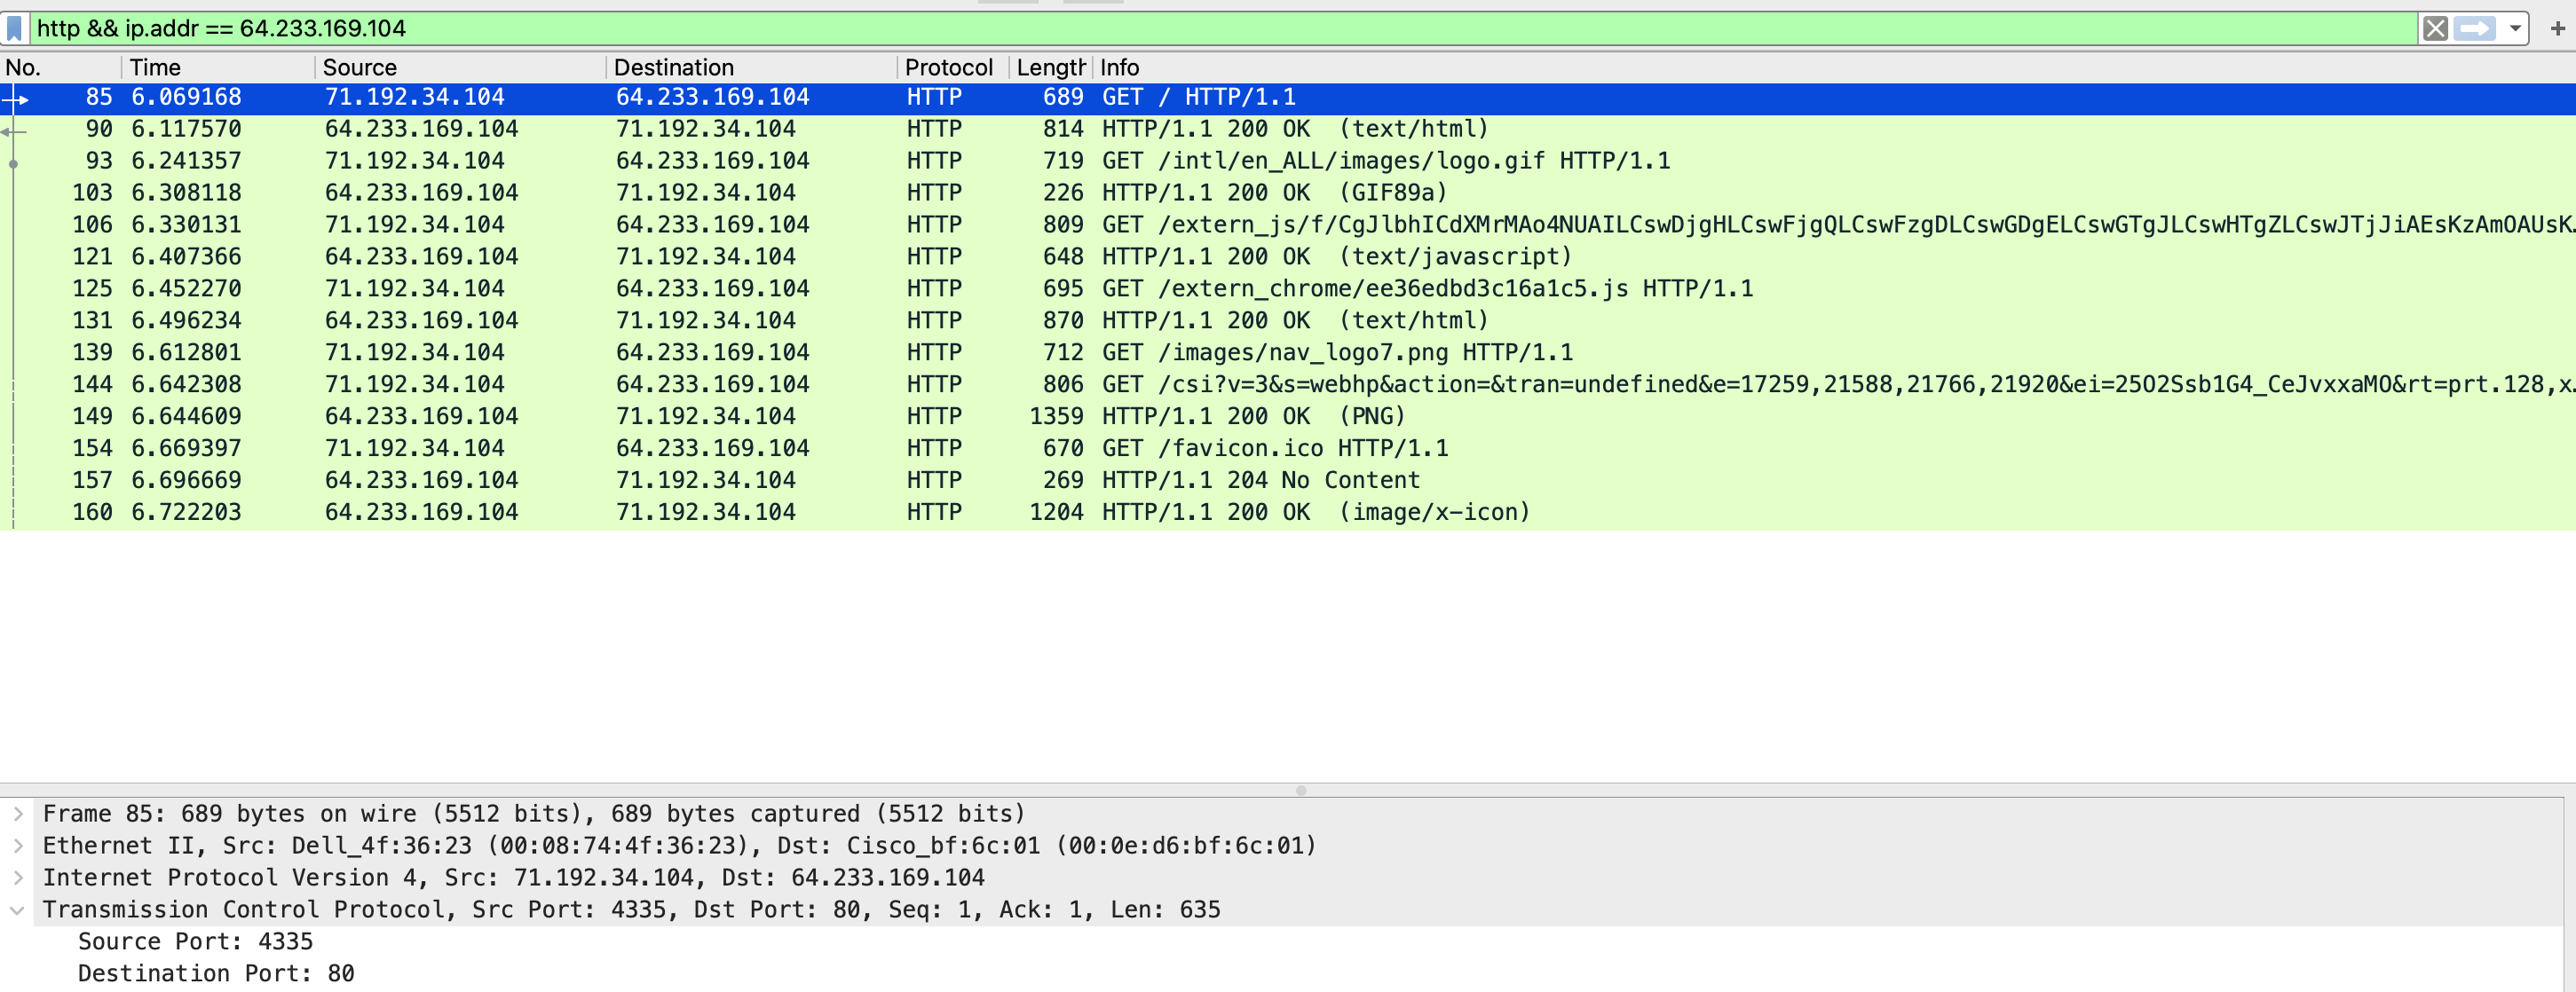 http && ip.addr == 64.233.169.104
No. Time Source Destination Protocol Length Info
85 6.069168 71.192.34.104 64.233.169.104 HTTP 689 GET / HTTP/1.1
90 6.117570 64.233.169.104 71.192.34.104 HTTP 814 HTTP/1.1 200 OK (text/html)
93 6.241357 71.192.34.104 64.233.169.104 HTTP 719 GET /intl/en_ALL/images/logo.gif HTTP/1.1
103 6.308118 64.233.169.104 71.192.34.104 HTTP 226 HTTP/1.1 200 OK (GIF89a)
106 6.330131 71.192.34.104 64.233.169.104 HTTP 809 GET /extern_js/f/CgJlbhICdXMrMAo4NUAILCswDjgHLCswFjgQLCswFzgDLCswGDgELCswGTgJLCswHTgZLCswJTjJiAEsKzAmOAUsK…
121 6.407366 64.233.169.104 71.192.34.104 HTTP 648 HTTP/1.1 200 OK (text/javascript)
125 6.452270 71.192.34.104 64.233.169.104 HTTP 695 GET /extern_chrome/ee36edbd3c16a1c5.js HTTP/1.1
131 6.496234 64.233.169.104 71.192.34.104 HTTP 870 HTTP/1.1 200 OK (text/html)
139 6.612801 71.192.34.104 64.233.169.104 HTTP 712 GET /images/nav_logo7.png HTTP/1.1
144 6.642308 71.192.34.104 64.233.169.104 HTTP 806 GET /csi?v=3&s=webhp&action=&tran=undefined&e=17259,21588,21766,21920&ei=25O2Ssb1G4_CeJvxxaMO&rt=prt.128,x…
149 6.644609 64.233.169.104 71.192.34.104 HTTP 1359 HTTP/1.1 200 OK (PNG)
154 6.669397 71.192.34.104 64.233.169.104 HTTP 670 GET /favicon.ico HTTP/1.1
157 6.696669 64.233.169.104 71.192.34.104 HTTP 269 HTTP/1.1 204 No Content
160 6.722203 64.233.169.104 71.192.34.104 HTTP 1204 HTTP/1.1 200 OK (image/x-icon)
Frame 85: 689 bytes on wire (5512 bits), 689 bytes captured (5512 bits)
Ethernet II, Src: Dell_4f:36:23 (00:08:74:4f:36:23), Dst: Cisco_bf:6c:01 (00:0e:d6:bf:6c:01)
Internet Protocol Version 4, Src: 71.192.34.104, Dst: 64.233.169.104
Transmission Control Protocol, Src Port: 4335, Dst Port: 80, Seq: 1, Ack: 1, Len: 635
Source Port: 4335
Destination Port: 80